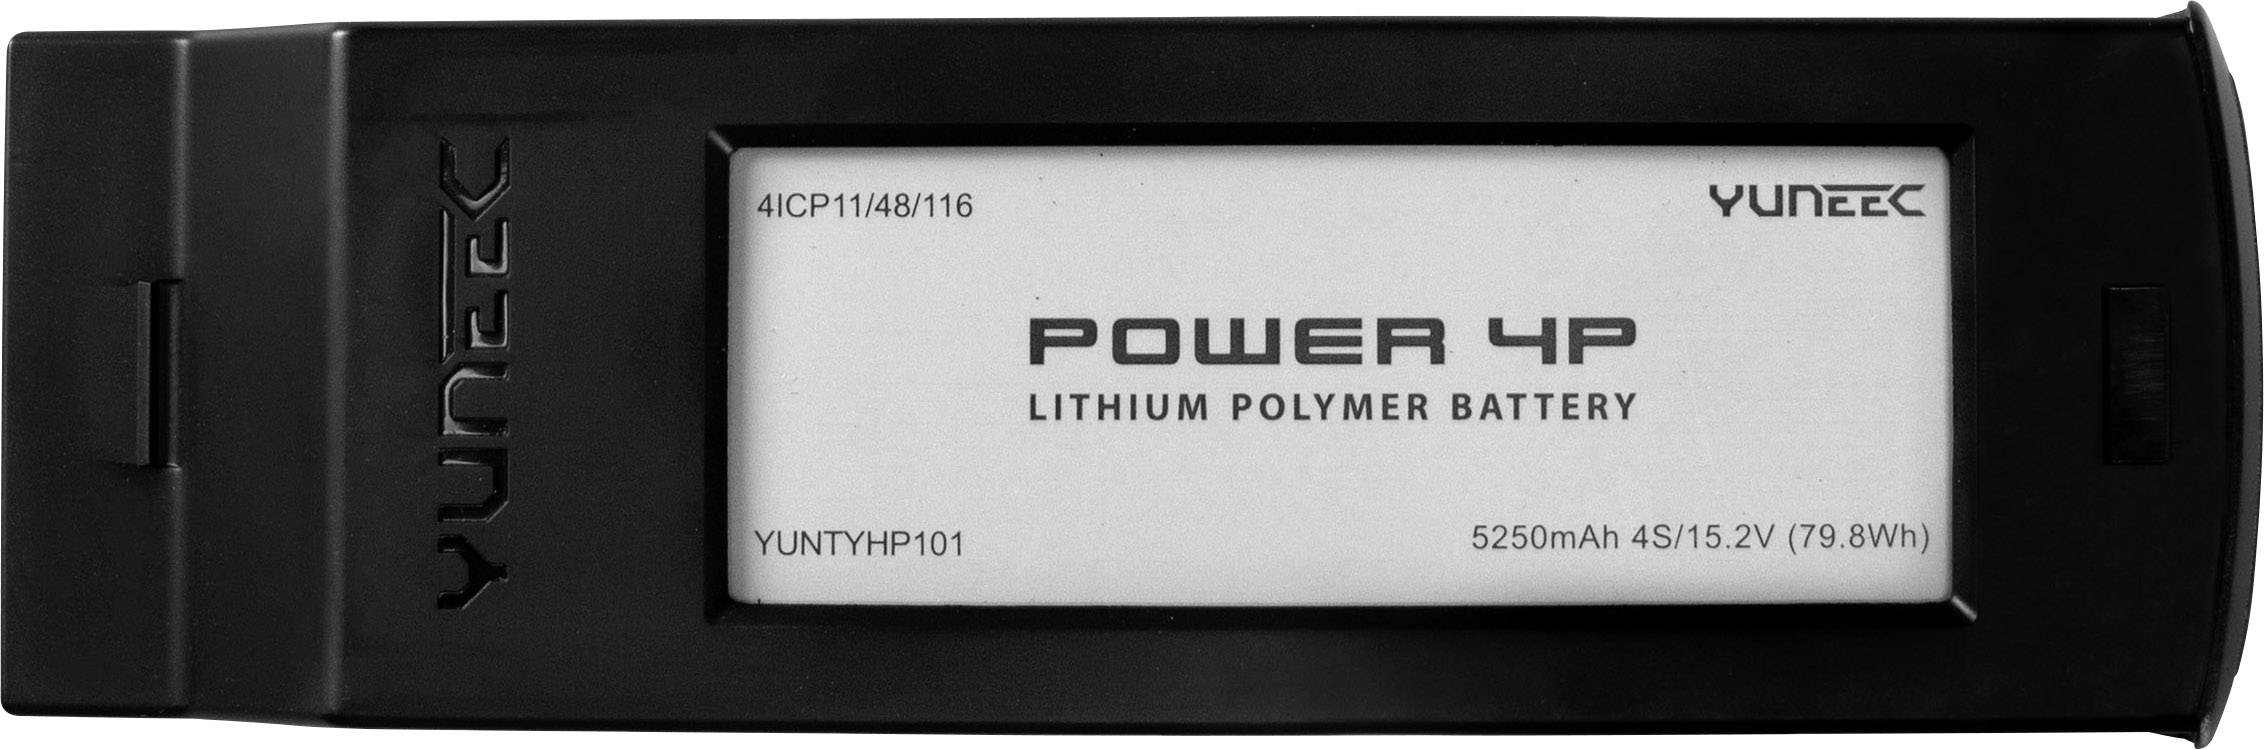 YUNEEC
4ICP11/48/116
YUNEEC
POWER 4P
LITHIUM POLYMER BATTERY
YUNTYHP101
5250mAh 4S/15.2V (79.8Wh)